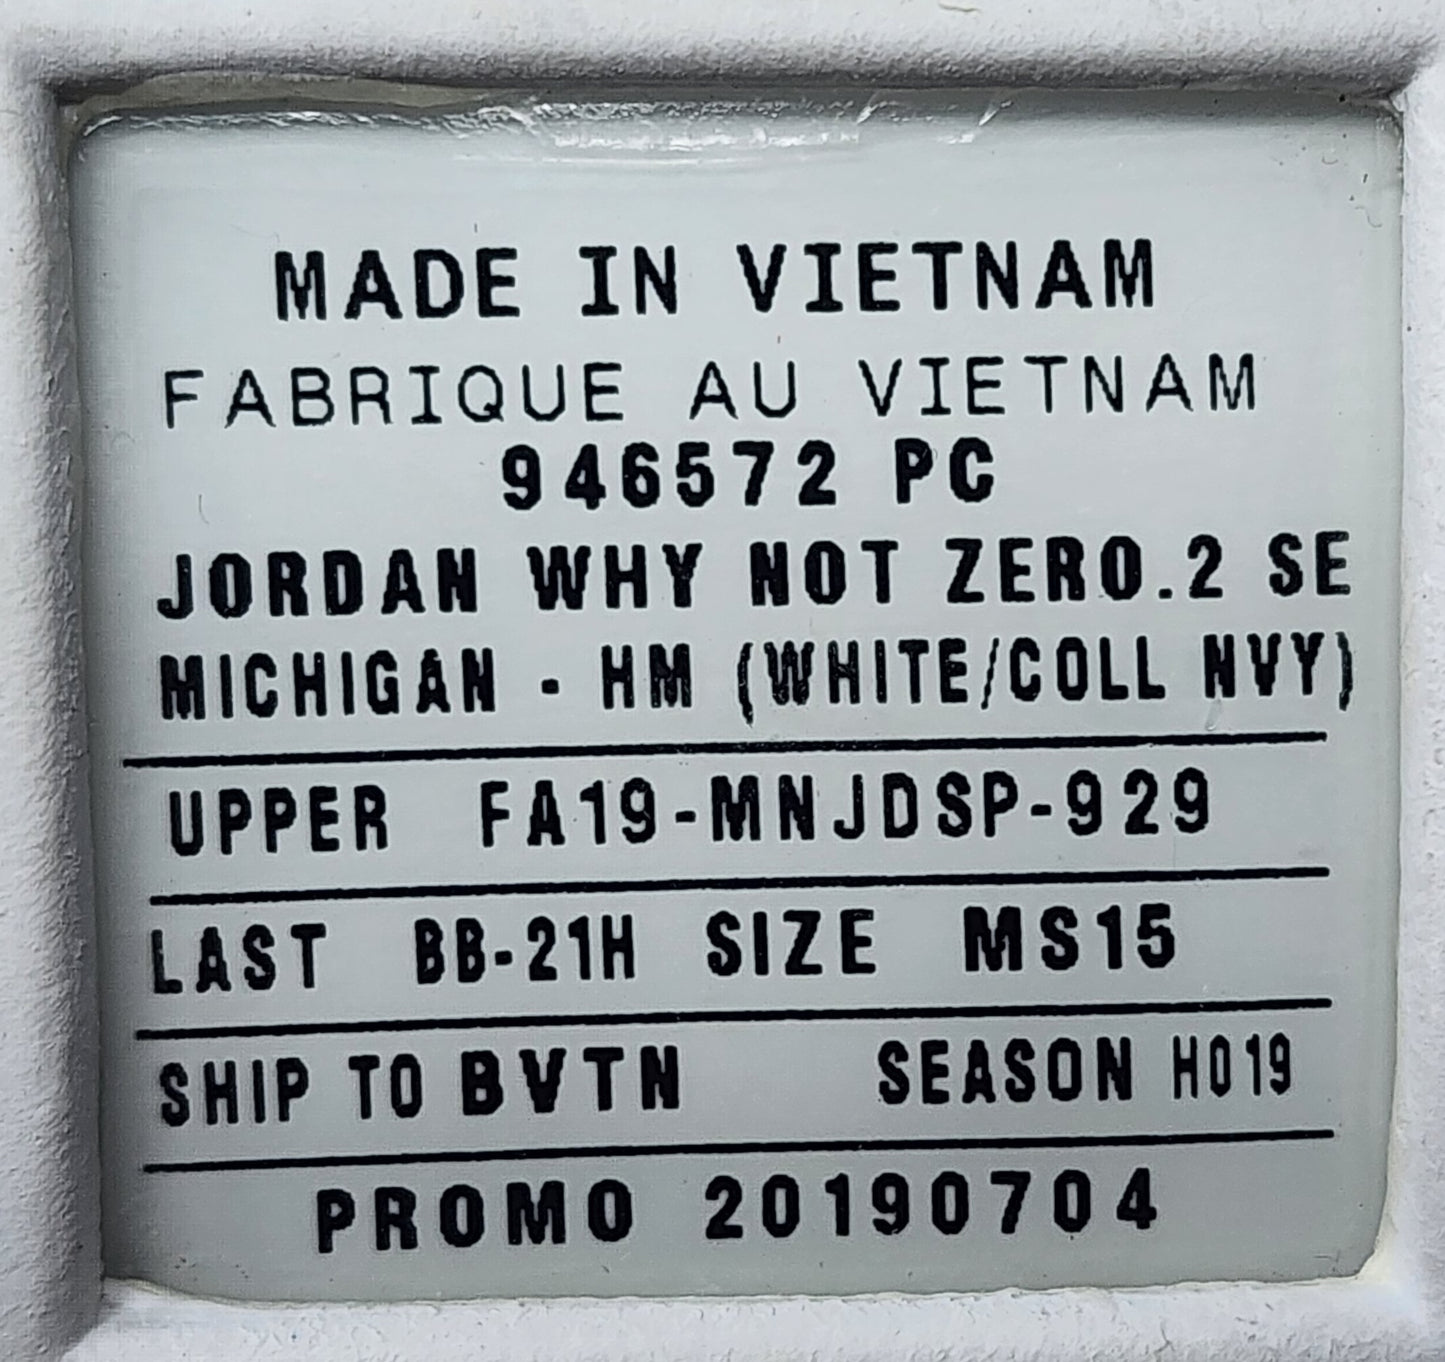 MADE IN VIETNAM
FABRIQUE AU VIETNAM
946572 PC
JORDAN WHY NOT ZERO.2 SE
MICHIGAN - HM (WHITE/COLL NVY)
UPPER FA19-MNJDSP-929
LAST BB-21H SIZE MS15
SHIP TO BVTN SEASON HO19
PROMO 20190704